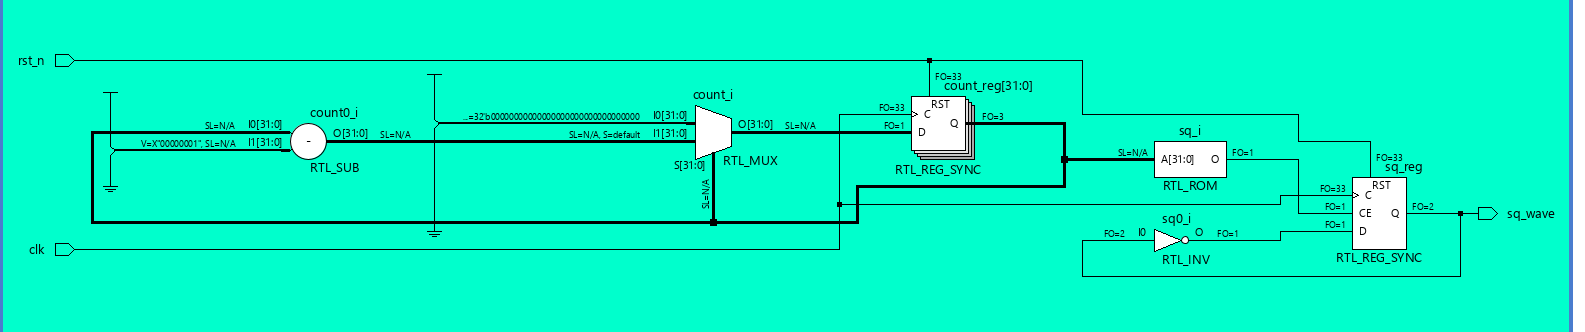 rst_n
FO=33
count_reg[31:0]
count_i
RST
FO=33
C
count0_i
...=32'b00000000000000000000000000000000
I0[31:0]
Q
FO=3
SL=N/A
I0[31:0]
O[31:0]
SL=N/A
SL=N/A, S=default
I1[31:0]
O[31:0]
SL=N/A
FO=1
D
sq_i
V=X"00000001", SL=N/A
I1[31:0]
-
RTL_SUB
S[31:0]
RTL_MUX
RTL_REG_SYNC
SL=N/A
A[31:0]
O
FO=1
RTL_ROM
FO=33
sq_reg
SL=N/A
RST
FO=33
C
FO=1
CE
Q
FO=2
sq_wave
sq0_i
FO=1
D
FO=2
I0
O
FO=1
RTL_INV
RTL_REG_SYNC
clk